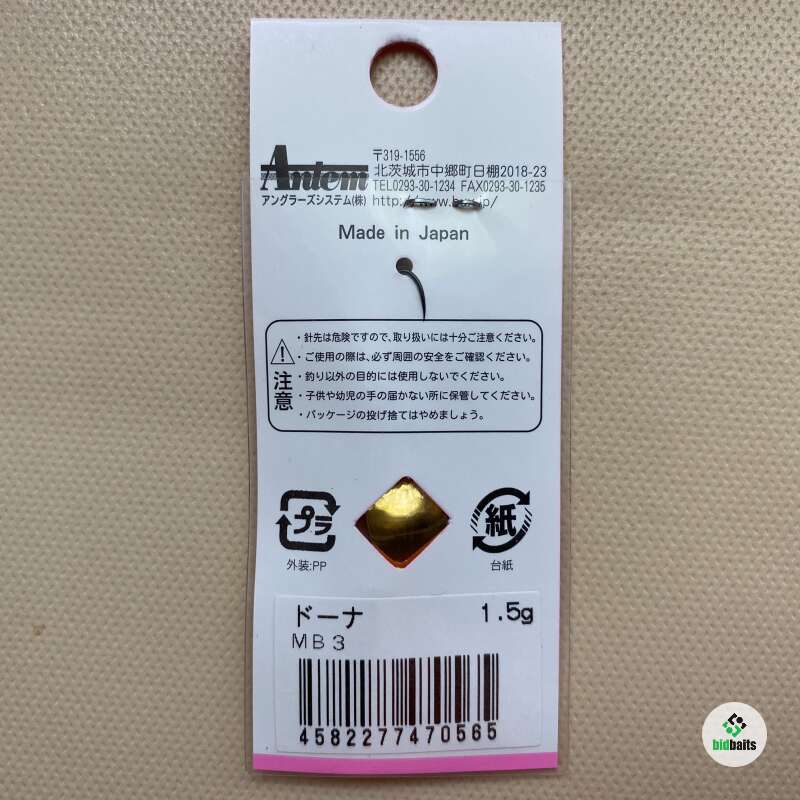 Antem
アングラーズシステム(株)
〒319-1556
北茨城市中郷町日棚2018-23
TEL0293-30-1234 FAX0293-30-1235
Made in Japan
注意
・針先は危険ですので、取り扱いには十分ご注意ください。
・ご使用の際は、必ず周囲の安全をご確認ください。
・釣り以外の目的には使用しないでください。
・子供や幼児の手の届かない所に保管してください。
・パッケージの投げ捨てはやめましょう。
プラ
外装:PP
紙
台紙
ドーナ 1.5g
MB3
4582277470565
bidbaits